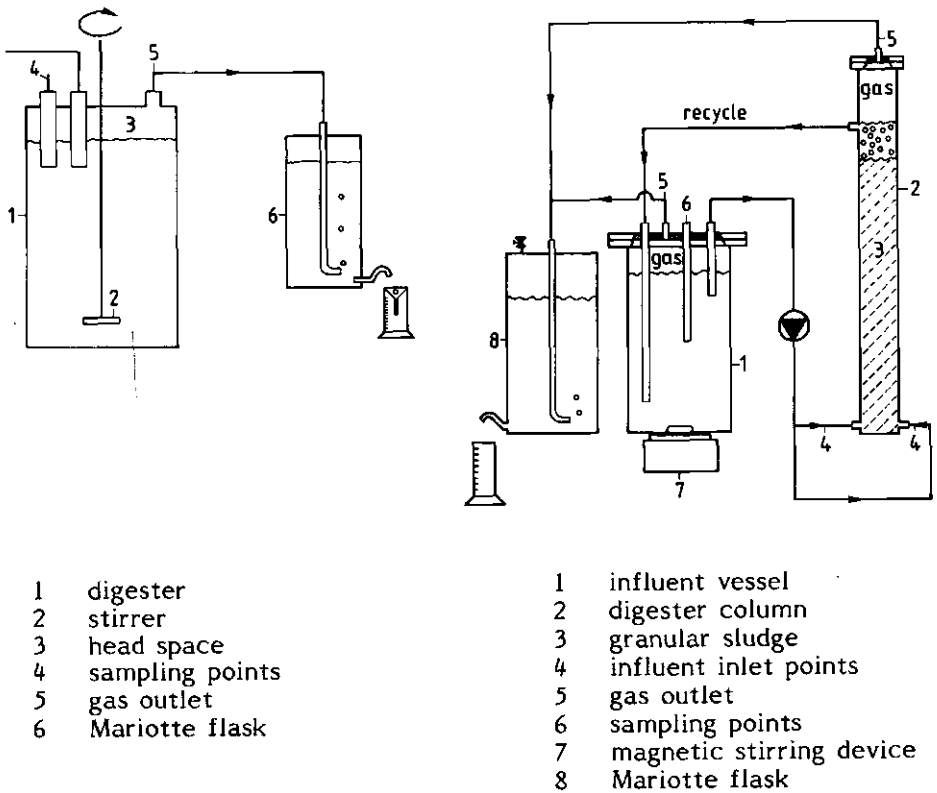 4
5
3
1
2
6
5
gas
recycle
5
6
gas
2
3
8
1
4
4
7
1 digester
2 stirrer
3 head space
4 sampling points
5 gas outlet
6 Mariotte flask
1 influent vessel
2 digester column
3 granular sludge
4 influent inlet points
5 gas outlet
6 sampling points
7 magnetic stirring device
8 Mariotte flask